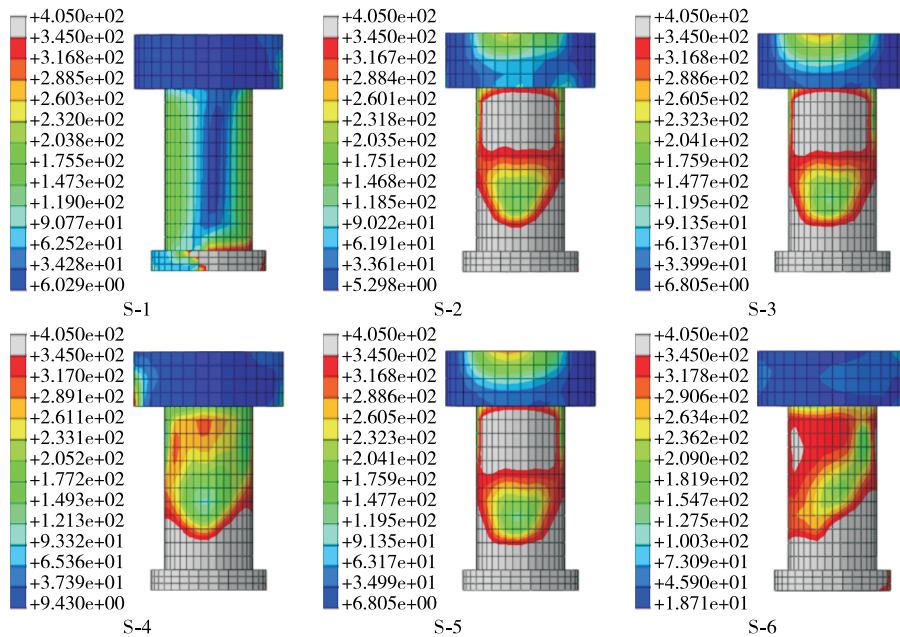 +4.050e+02
+3.450e+02
+3.168e+02
+2.885e+02
+2.603e+02
+2.320e+02
+2.038e+02
+1.755e+02
+1.473e+02
+1.190e+02
+9.077e+01
+6.252e+01
+3.428e+01
+6.029e+00
S-1
+4.050e+02
+3.450e+02
+3.167e+02
+2.884e+02
+2.601e+02
+2.318e+02
+2.035e+02
+1.751e+02
+1.468e+02
+1.185e+02
+9.022e+01
+6.191e+01
+3.361e+01
+5.298e+01
S-2
+4.050e+02
+3.450e+02
+3.168e+02
+2.886e+02
+2.605e+02
+2.323e+02
+2.041e+02
+1.759e+02
+1.477e+02
+1.195e+02
+9.135e+01
+6.137e+01
+3.399e+01
+6.805e+00
S-3
+4.050e+02
+3.450e+02
+3.170e+02
+2.891e+02
+2.611e+02
+2.331e+02
+2.052e+02
+1.772e+02
+1.493e+02
+1.213e+02
+9.332e+01
+6.536e+01
+3.739e+01
+9.430e+00
S-4
+4.050e+02
+3.450e+02
+3.168e+02
+2.886e+02
+2.605e+02
+2.323e+02
+2.041e+02
+1.759e+02
+1.477e+02
+1.195e+02
+9.135e+01
+6.317e+01
+3.499e+01
+6.805e+00
S-5
+4.050e+02
+3.450e+02
+3.178e+02
+2.906e+02
+2.634e+02
+2.362e+02
+2.090e+02
+1.819e+02
+1.547e+02
+1.275e+02
+1.003e+02
+7.309e+01
+4.590e+01
+1.871e+01
S-6